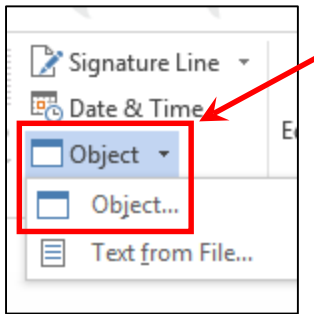 Signature Line
Date & Time
Object
Object...
Text from File...